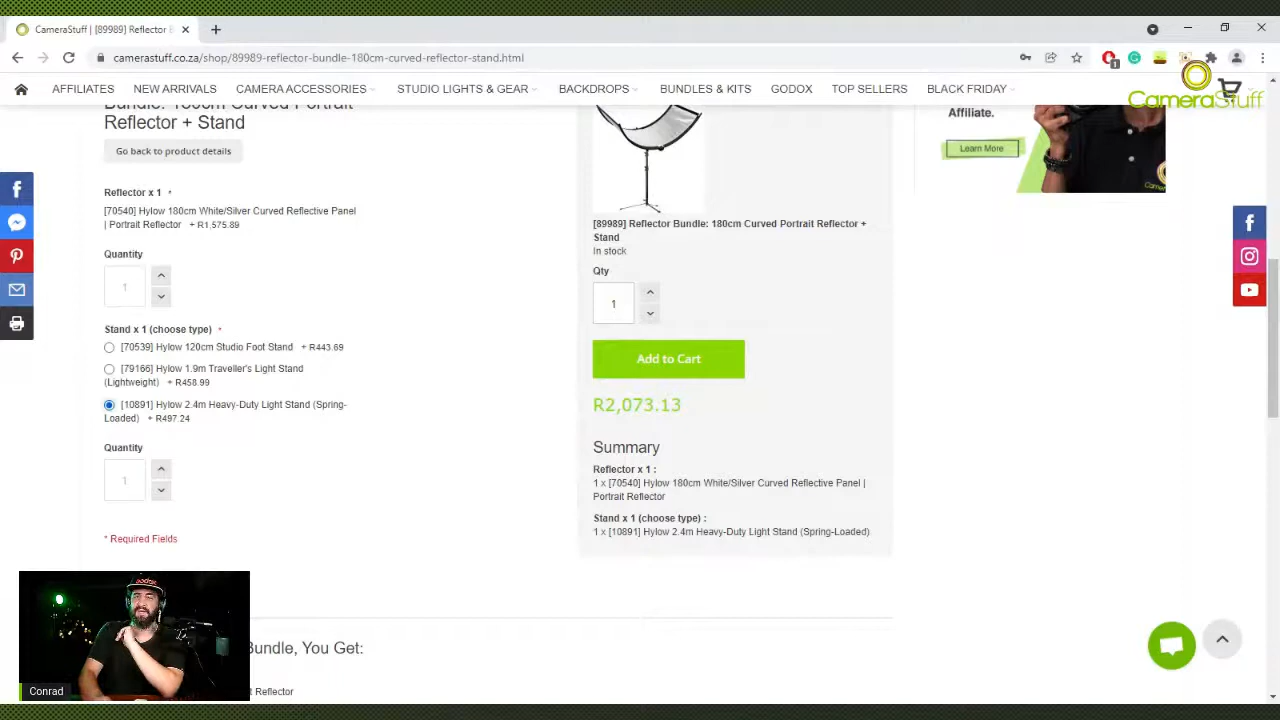 CameraStuff | [89989] Reflector B
camerastuff.co.za/shop/89989-reflector-bundle-180cm-curved-reflector-stand.html
1
AFFILIATES
NEW ARRIVALS
CAMERA ACCESSORIES
STUDIO LIGHTS & GEAR
BACKDROPS
BUNDLES & KITS
GODOX
TOP SELLERS
BLACK FRIDAY
CameraStuff
Bundle: 180cm Curved Portrait
Reflector + Stand
Go back to product details
Reflector x 1 *
[70540] Hylow 180cm White/Silver Curved Reflective Panel
| Portrait Reflector + R1,575.89
Quantity
1
Stand x 1 (choose type) *
[70539] Hylow 120cm Studio Foot Stand + R443.69
[79166] Hylow 1.9m Traveller's Light Stand
(Lightweight) + R458.99
[10891] Hylow 2.4m Heavy-Duty Light Stand (Spring-
Loaded) + R497.24
Quantity
1
* Required Fields
[89989] Reflector Bundle: 180cm Curved Portrait Reflector +
Stand
In stock
Qty
1
Add to Cart
R2,073.13
Summary
Reflector x 1 :
1 x [70540] Hylow 180cm White/Silver Curved Reflective Panel |
Portrait Reflector
Stand x 1 (choose type) :
1 x [10891] Hylow 2.4m Heavy-Duty Light Stand (Spring-Loaded)
Affiliate.
Learn More
Bundle, You Get:
t Reflector
GODOX
Conrad